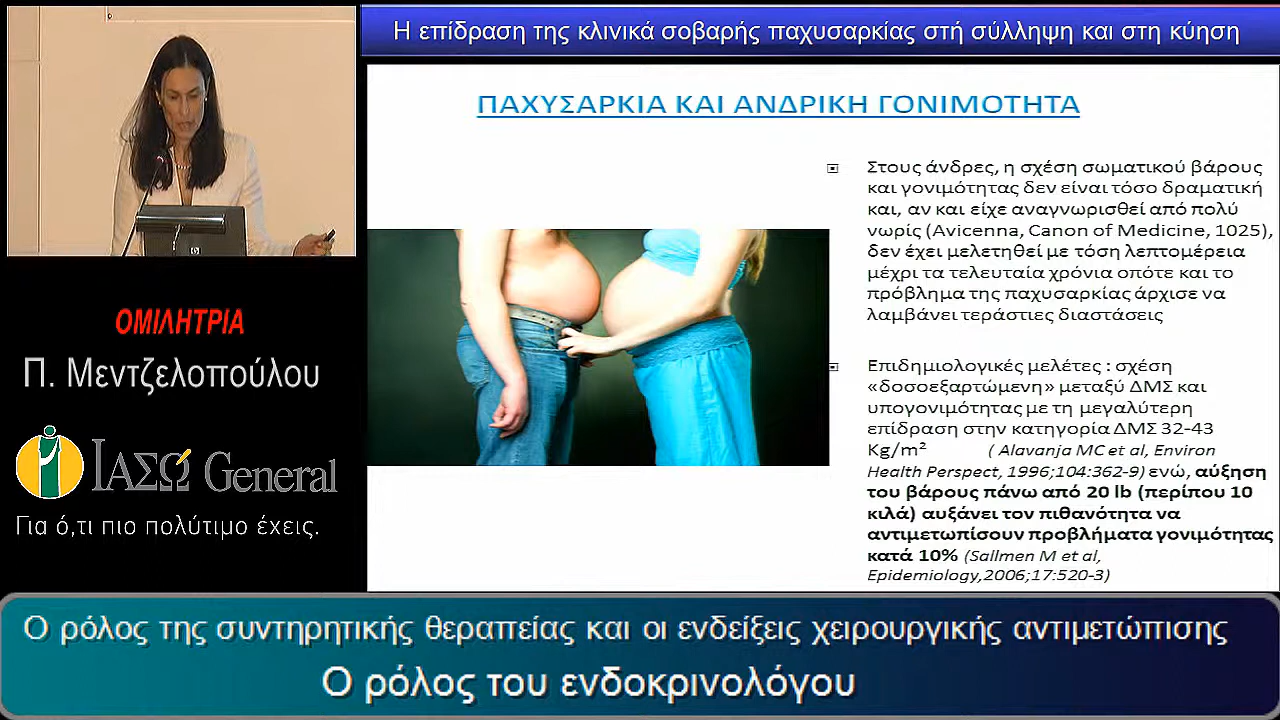 Η επίδραση της κλινικά σοβαρής παχυσαρκίας στή σύλληψη και στη κύηση
ΠΑΧΥΣΑΡΚΙΑ ΚΑΙ ΑΝΔΡΙΚΗ ΓΟΝΙΜΟΤΗΤΑ
Στους άνδρες, η σχέση σωματικού βάρους
και γονιμότητας δεν είναι τόσο δραματική
και, αν και είχε αναγνωρισθεί από πολύ
νωρίς (Avicenna, Canon of Medicine, 1025),
δεν έχει μελετηθεί με τόση λεπτομέρεια
μέχρι τα τελευταία χρόνια οπότε και το
πρόβλημα της παχυσαρκίας άρχισε να
λαμβάνει τεράστιες διαστάσεις
Επιδημιολογικές μελέτες : σχέση
«δοσοεξαρτώμενη» μεταξύ ΔΜΣ και
υπογονιμότητας με τη μεγαλύτερη
επίδραση στην κατηγορία ΔΜΣ 32-43
Kg/m² ( Alavanja MC et al, Environ
Health Perspect, 1996;104:362-9) ενώ, αύξηση
του βάρους πάνω από 20 lb (περίπου 10
κιλά) αυξάνει τον πιθανότητα να
αντιμετωπίσουν προβλήματα γονιμότητας
κατά 10% (Sallmen M et al,
Epidemiology,2006;17:520-3)
ΟΜΙΛΗΤΡΙΑ
Π. Μεντζελοπούλου
ΙΑΣΩ General
Για ό,τι πιο πολύτιμο έχεις.
Ο ρόλος της συντηρητικής θεραπείας και οι ενδείξεις χειρουργικής αντιμετώπισης
Ο ρόλος του ενδοκρινολόγου